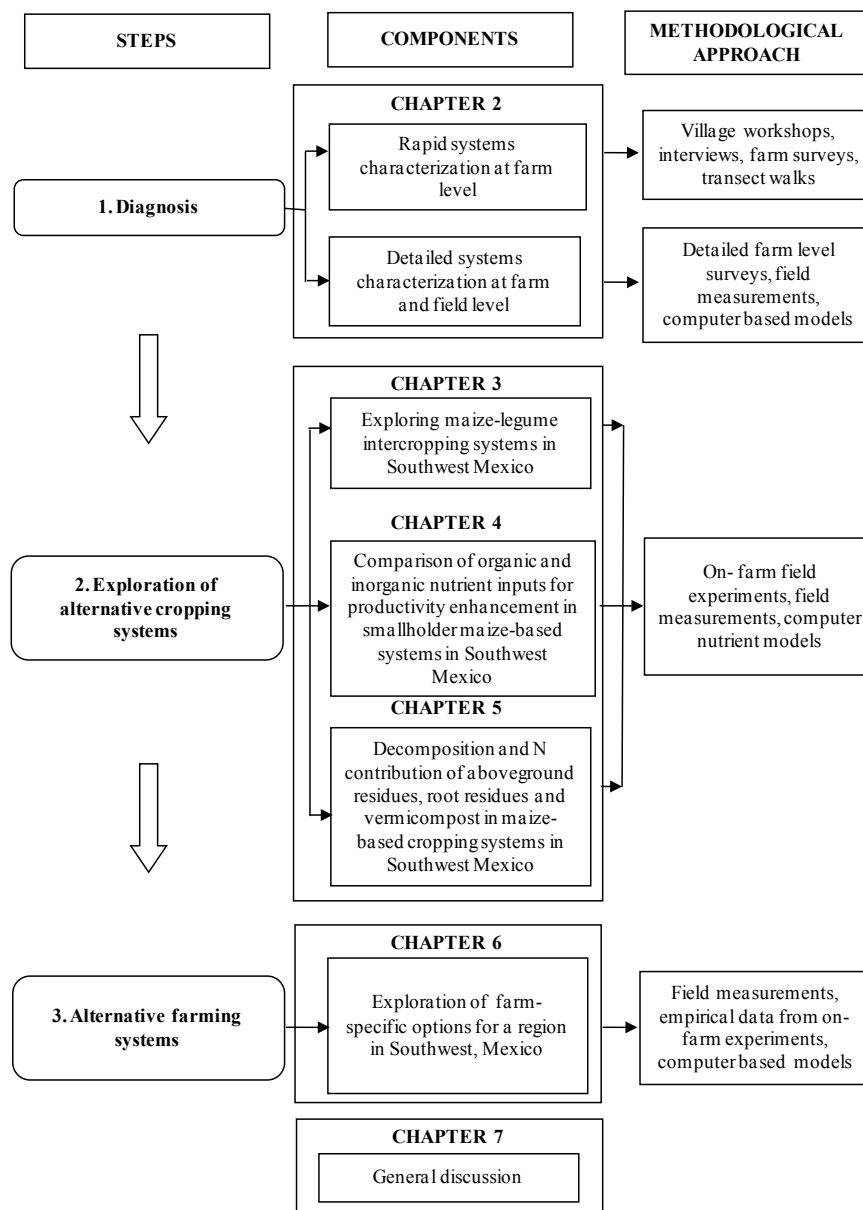 STEPS
COMPONENTS
METHODOLOGICAL
APPROACH
CHAPTER 2
Rapid systems
characterization at farm
level
Village workshops,
interviews, farm surveys,
transect walks
1. Diagnosis
Detailed systems
characterization at farm
and field level
Detailed farm level
surveys, field
measurements,
computer based models
CHAPTER 3
Exploring maize-legume
intercropping systems in
Southwest Mexico
CHAPTER 4
2. Exploration of
alternative cropping
systems
Comparison of organic and
inorganic nutrient inputs for
productivity enhancement in
smallholder maize-based
systems in Southwest
Mexico
On- farm field
experiments, field
measurements, computer
nutrient models
CHAPTER 5
Decomposition and N
contribution of aboveground
residues, root residues and
vermicompost in maize-
based cropping systems in
Southwest Mexico
CHAPTER 6
3. Alternative farming
systems
Exploration of farm-
specific options for a region
in Southwest, Mexico
Field measurements,
empirical data from on-
farm experiments,
computer based models
CHAPTER 7
General discussion